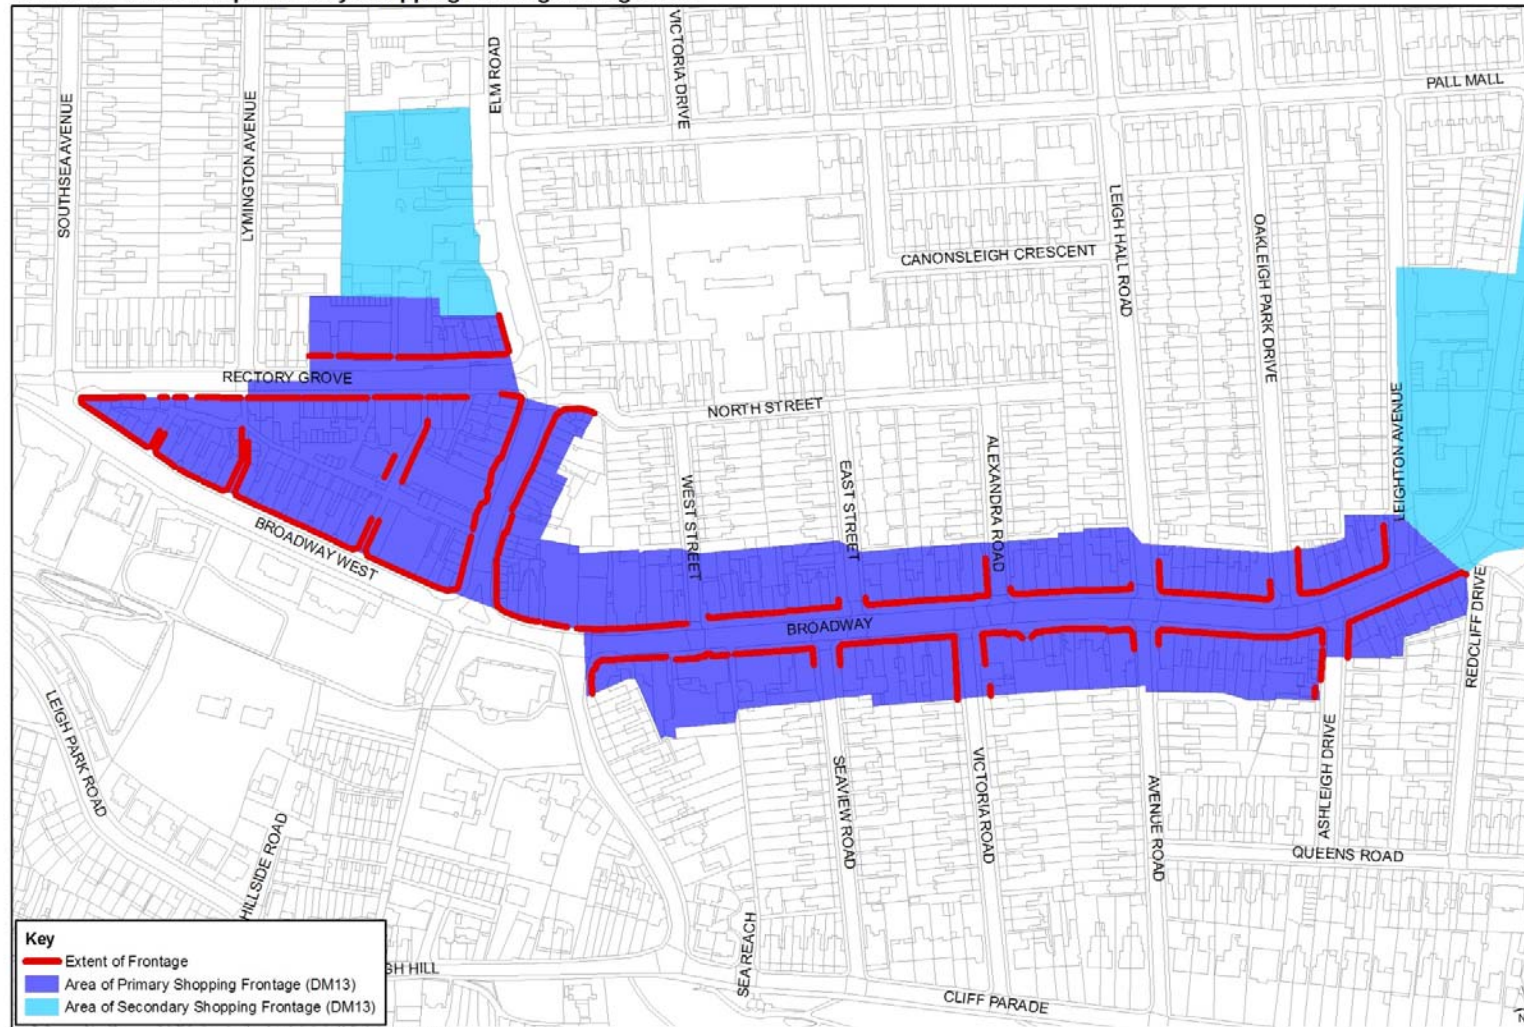 VICTORIA DRIVE
ELM ROAD
PALL MALL
SOUTHSEA AVENUE
LYMINGTON AVENUE
LEIGH HALL ROAD
OAKLEIGH PARK DRIVE
CANONSLEIGH CRESCENT
RECTORY GROVE
NORTH STREET
LEIGHTON AVENUE
WEST STREET
EAST STREET
ALEXANDRA ROAD
BROADWAY WEST
BROADWAY
REDCLIFF DRIVE
LEIGH PARK ROAD
HILLSIDE ROAD
SEAVIEW ROAD
VICTORIA ROAD
AVENUE ROAD
ASHLEIGH DRIVE
QUEENS ROAD
SEA REACH
GH HILL
CLIFF PARADE
Key
Extent of Frontage
Area of Primary Shopping Frontage (DM13)
Area of Secondary Shopping Frontage (DM13)
N